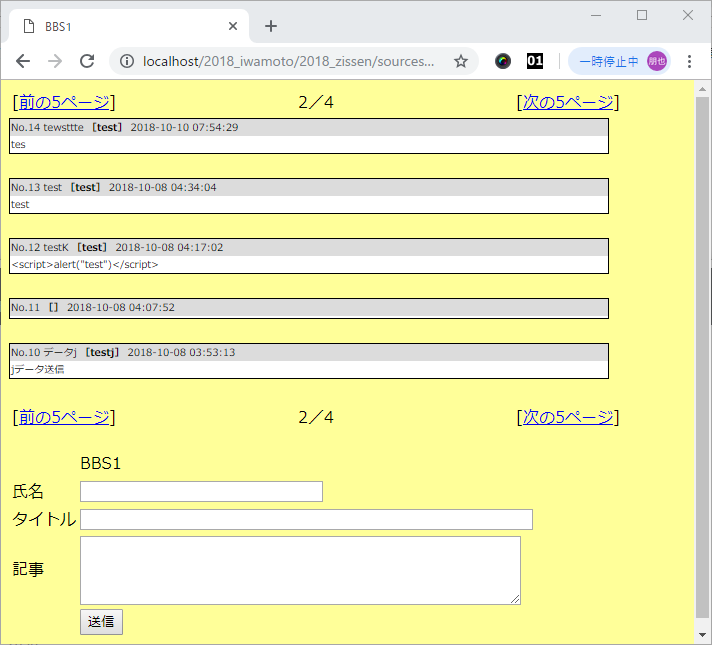 BBS1
localhost/2018_iwamoto/2018_zissen/sources...
01
一時停止中 朋也
[前の5ページ] 2／4 [次の5ページ]
No.14 tewsttte [test] 2018-10-10 07:54:29
tes
No.13 test [test] 2018-10-08 04:34:04
test
No.12 testK [test] 2018-10-08 04:17:02
<script>alert("test")</script>
No.11 [] 2018-10-08 04:07:52
No.10 データj [testj] 2018-10-08 03:53:13
jデータ送信
[前の5ページ] 2／4 [次の5ページ]
BBS1
氏名
タイトル
記事
送信